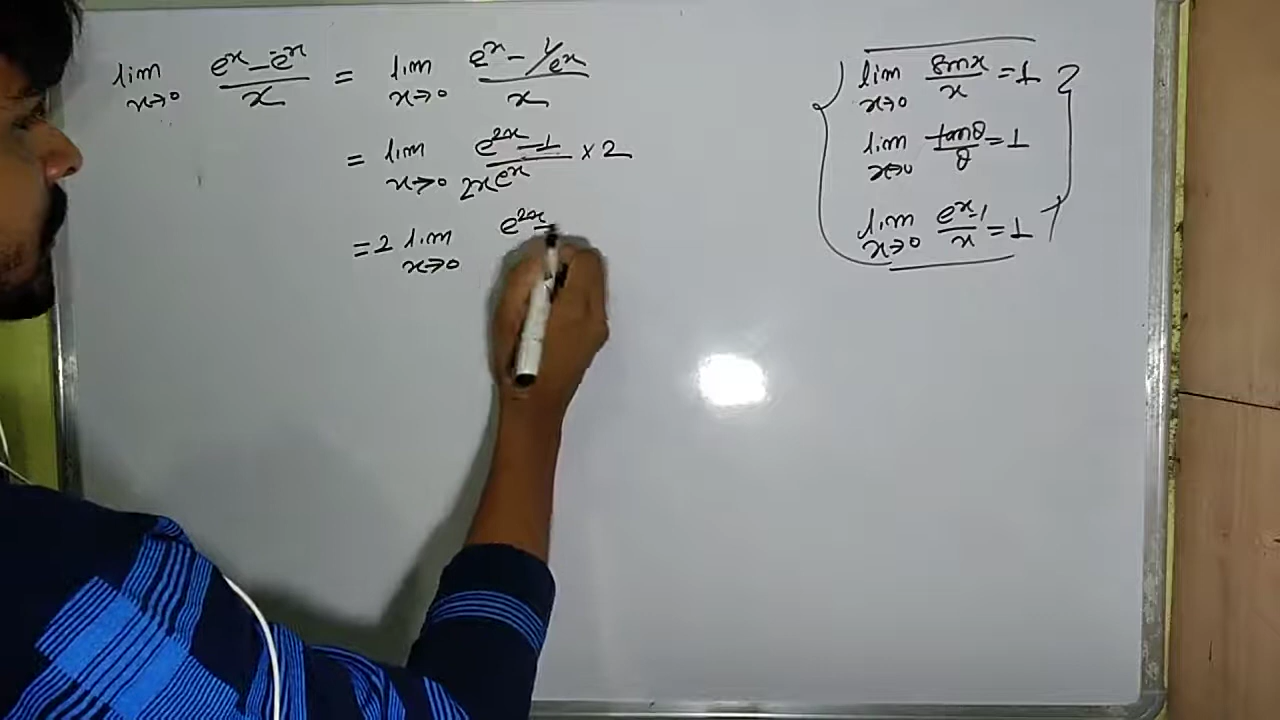 lim x→0 (e^x − e^-x)/x = lim x→0 (e^x − 1/e^x)/x
= lim x→0 (e^2x − 1)/(2x e^x) × 2
= 2 lim x→0 e^2x −
lim x→0 sinx/x = 1
lim x→0 tanθ/θ = 1
lim x→0 (e^x − 1)/x = 1